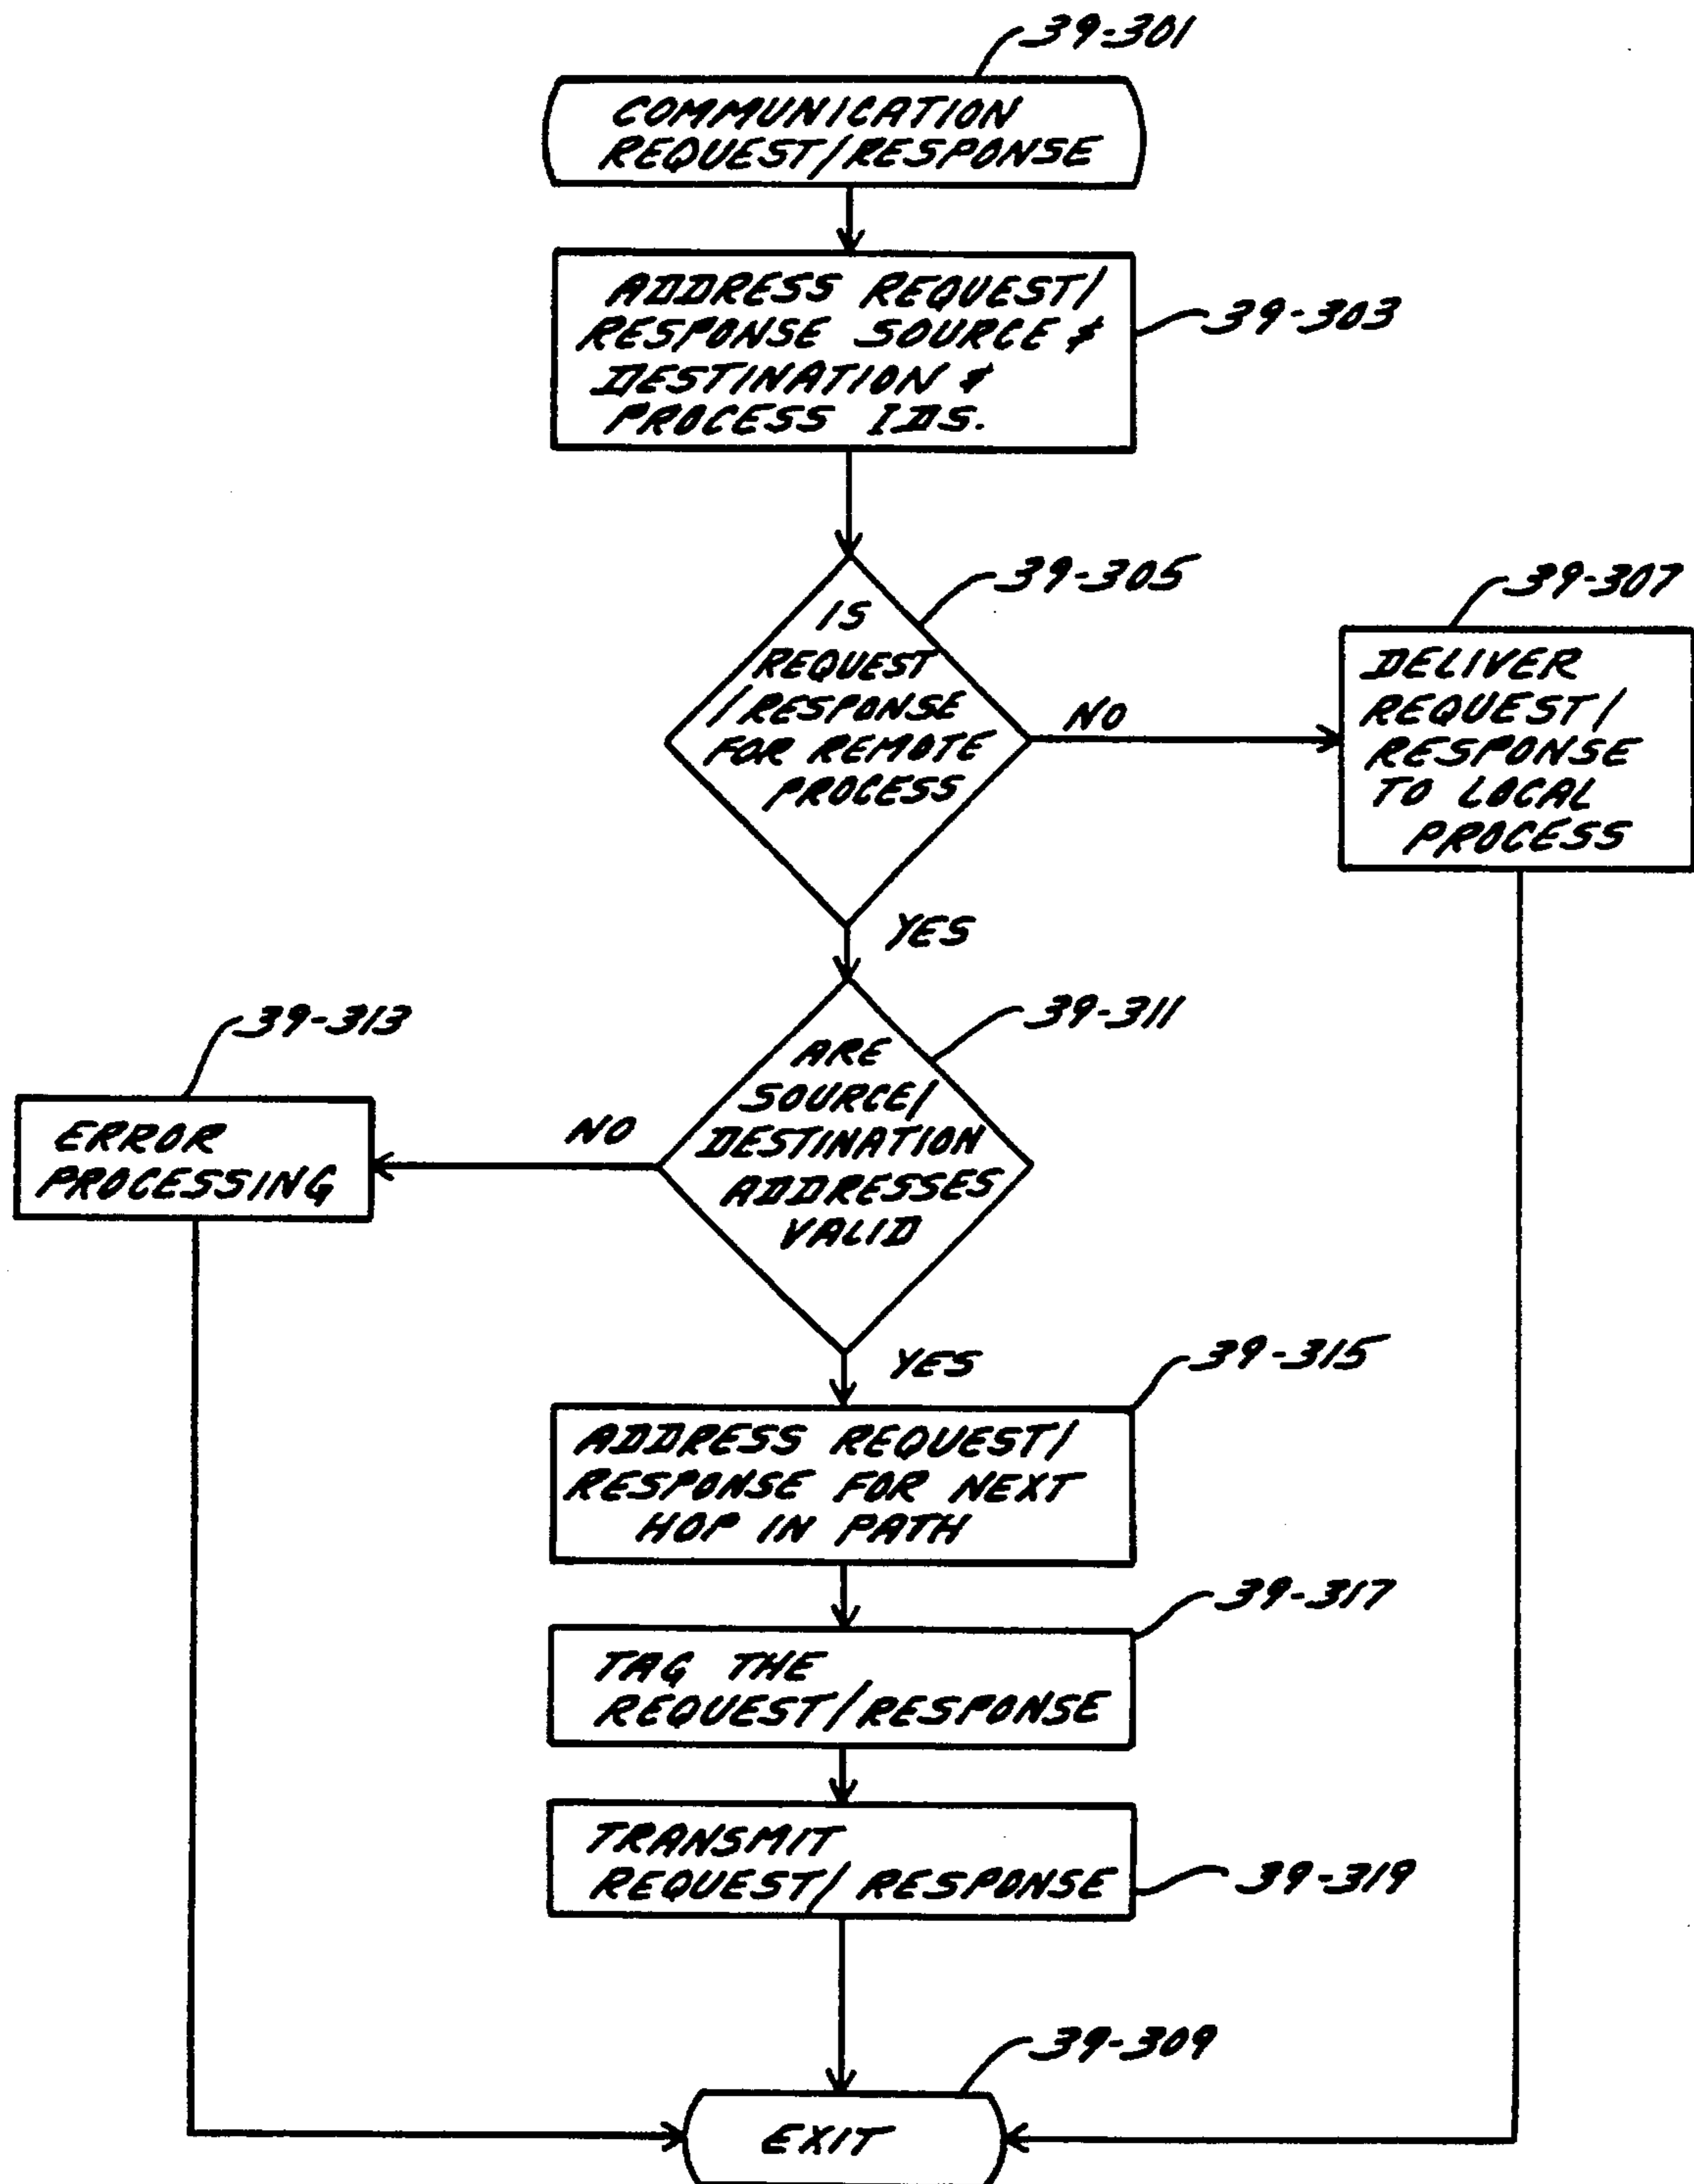 39-301
COMMUNICATION
REQUEST/RESPONSE
ADDRESS REQUEST/
RESPONSE SOURCE &
DESTINATION &
PROCESS IDS.
39-303
39-305
IS
REQUEST
/RESPONSE
FOR REMOTE
PROCESS
NO
39-307
DELIVER
REQUEST/
RESPONSE
TO LOCAL
PROCESS
YES
39-311
ARE
SOURCE/
DESTINATION
ADDRESSES
VALID
NO
39-313
ERROR
PROCESSING
YES
39-315
ADDRESS REQUEST/
RESPONSE FOR NEXT
HOP IN PATH
39-317
TAG THE
REQUEST/RESPONSE
TRANSMIT
REQUEST/RESPONSE
39-319
39-309
EXIT